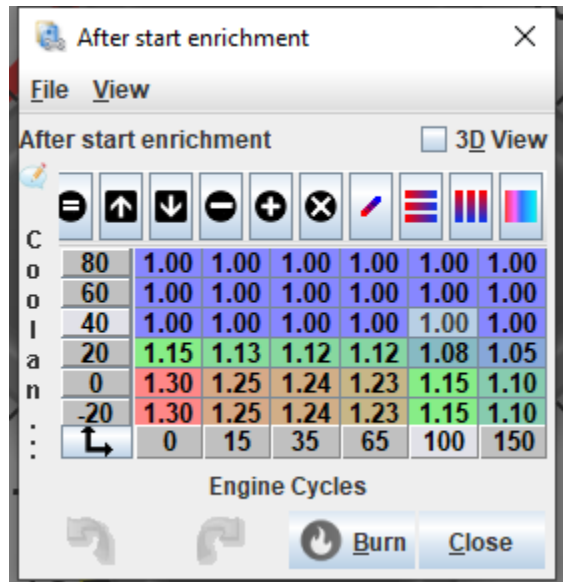 After start enrichment
File View
After start enrichment 3D View
Coolan...
80 1.00 1.00 1.00 1.00 1.00 1.00
60 1.00 1.00 1.00 1.00 1.00 1.00
40 1.00 1.00 1.00 1.00 1.00 1.00
20 1.15 1.13 1.12 1.12 1.08 1.05
0 1.30 1.25 1.24 1.23 1.15 1.10
-20 1.30 1.25 1.24 1.23 1.15 1.10
0 15 35 65 100 150
Engine Cycles
Burn Close